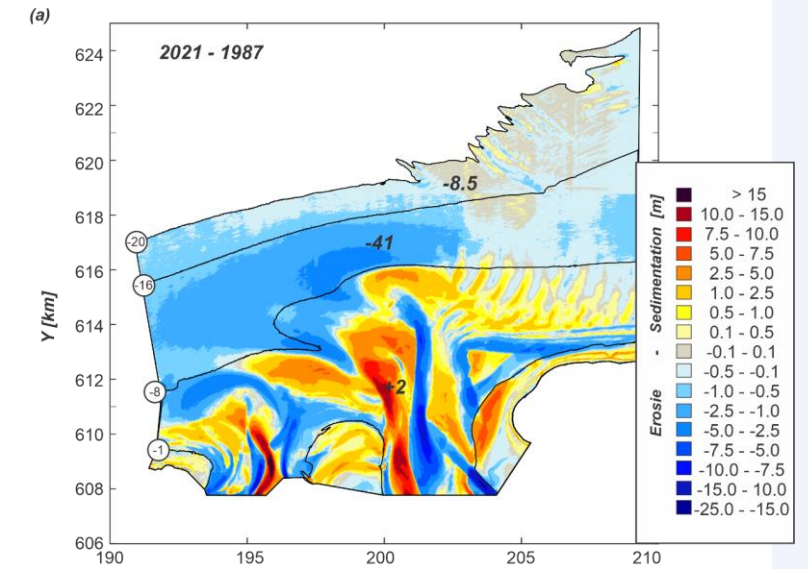 (a)
2021 - 1987
624
622
620
618
616
614
612
610
608
606
Y [km]
190
195
200
205
210
-20
-16
-8
-1
-8.5
-41
+2
Erosie - Sedimentation [m]
> 15
10.0 - 15.0
7.5 - 10.0
5.0 - 7.5
2.5 - 5.0
1.0 - 2.5
0.5 - 1.0
0.1 - 0.5
-0.1 - 0.1
-0.5 - -0.1
-1.0 - -0.5
-2.5 - -1.0
-5.0 - -2.5
-7.5 - -5.0
-10.0 - -7.5
-15.0 - 10.0
-25.0 - -15.0